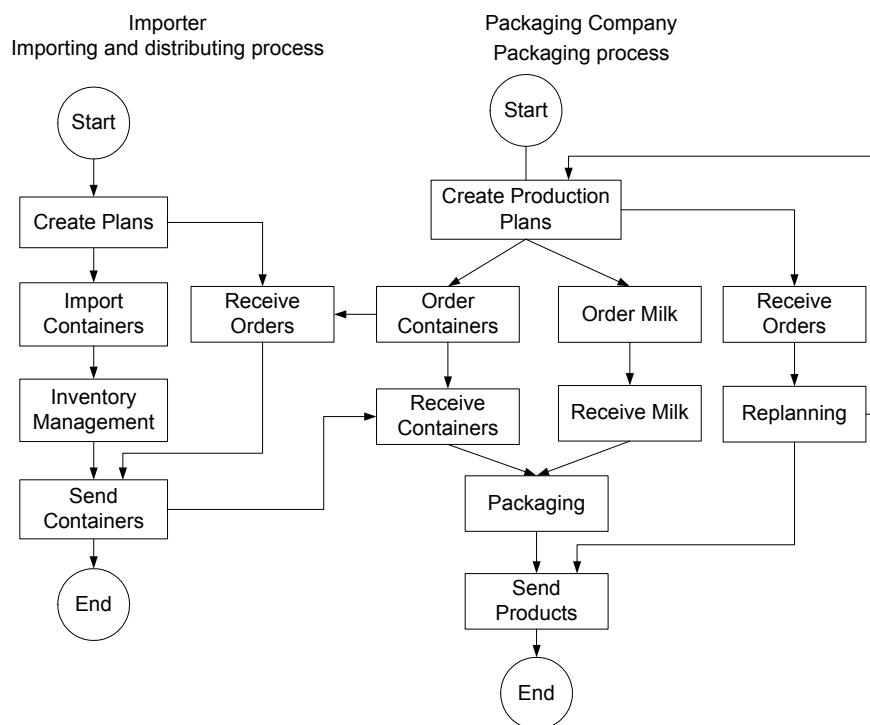 Importer
Importing and distributing process
Start
Create Plans
Import
Containers
Receive
Orders
Inventory
Management
Send
Containers
End
Packaging Company
Packaging process
Start
Create Production
Plans
Order
Containers
Order Milk
Receive
Orders
Receive
Containers
Receive Milk
Replanning
Packaging
Send
Products
End